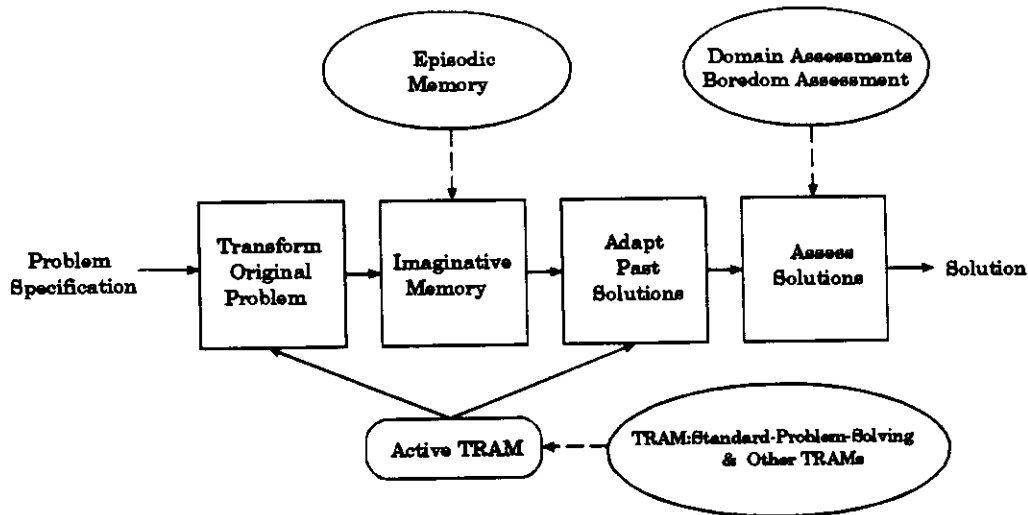 Episodic
Memory
Domain Assessments
Boredom Assessment
Problem
Specification
Transform
Original
Problem
Imaginative
Memory
Adapt
Past
Solutions
Assess
Solutions
Solution
Active TRAM
TRAM:Standard-Problem-Solving
& Other TRAMs